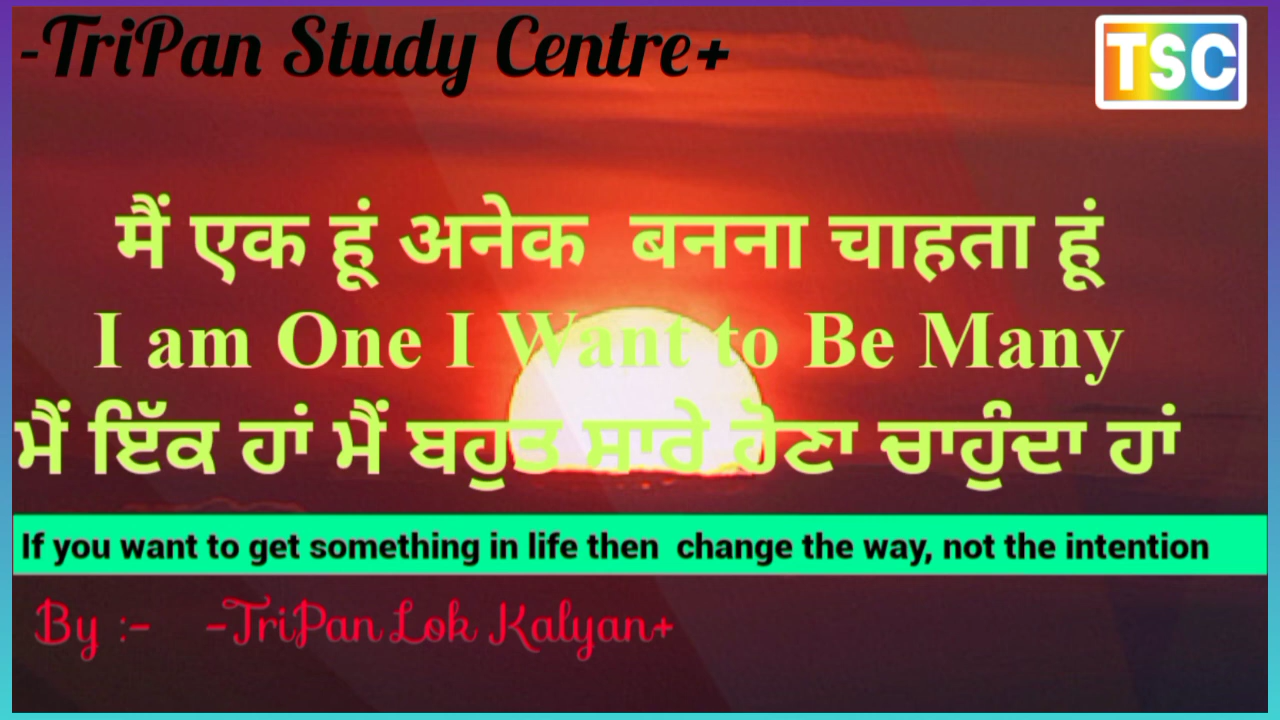 -TriPan Study Centre+
TSC
मैं एक हूं अनेक बनना चाहता हूं
I am One I Want to Be Many
ਮੈਂ ਇੱਕ ਹਾਂ ਮੈਂ ਬਹੁਤ ਸਾਰੇ ਹੋਣਾ ਚਾਹੁੰਦਾ ਹਾਂ
If you want to get something in life then change the way, not the intention
By :- -TriPan Lok Kalyan+